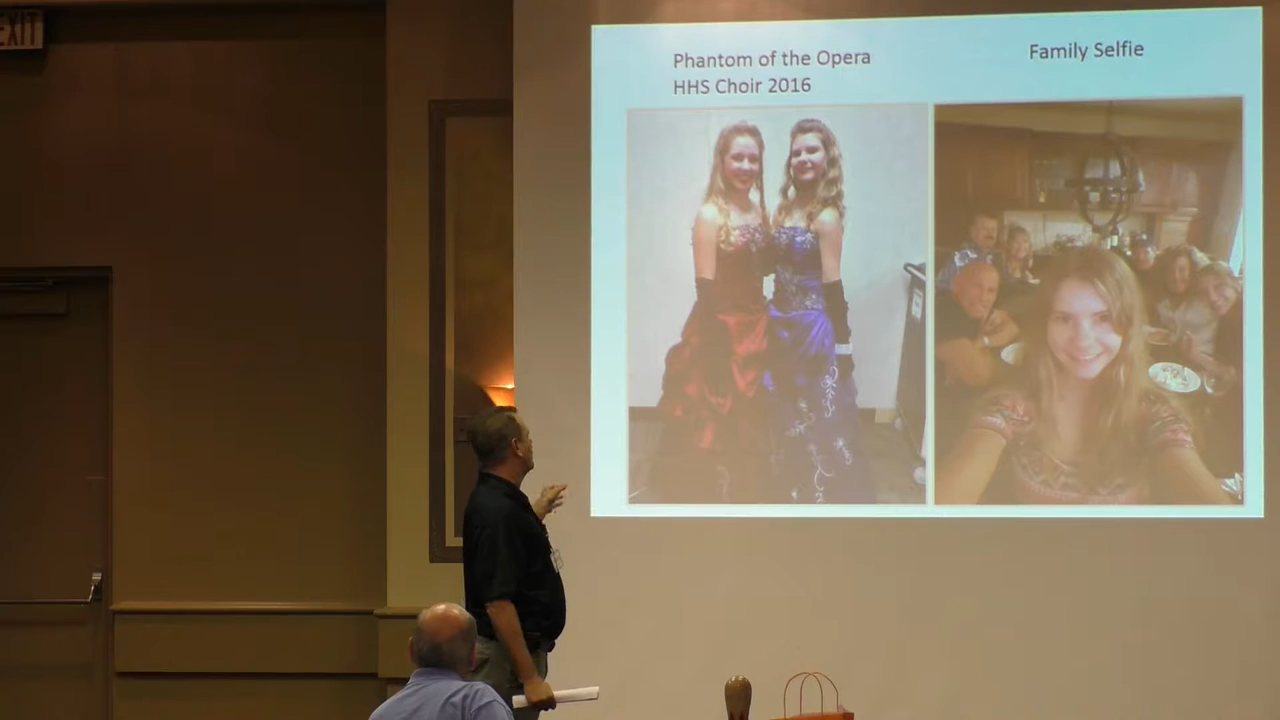 EXIT
Phantom of the Opera
HHS Choir 2016
Family Selfie